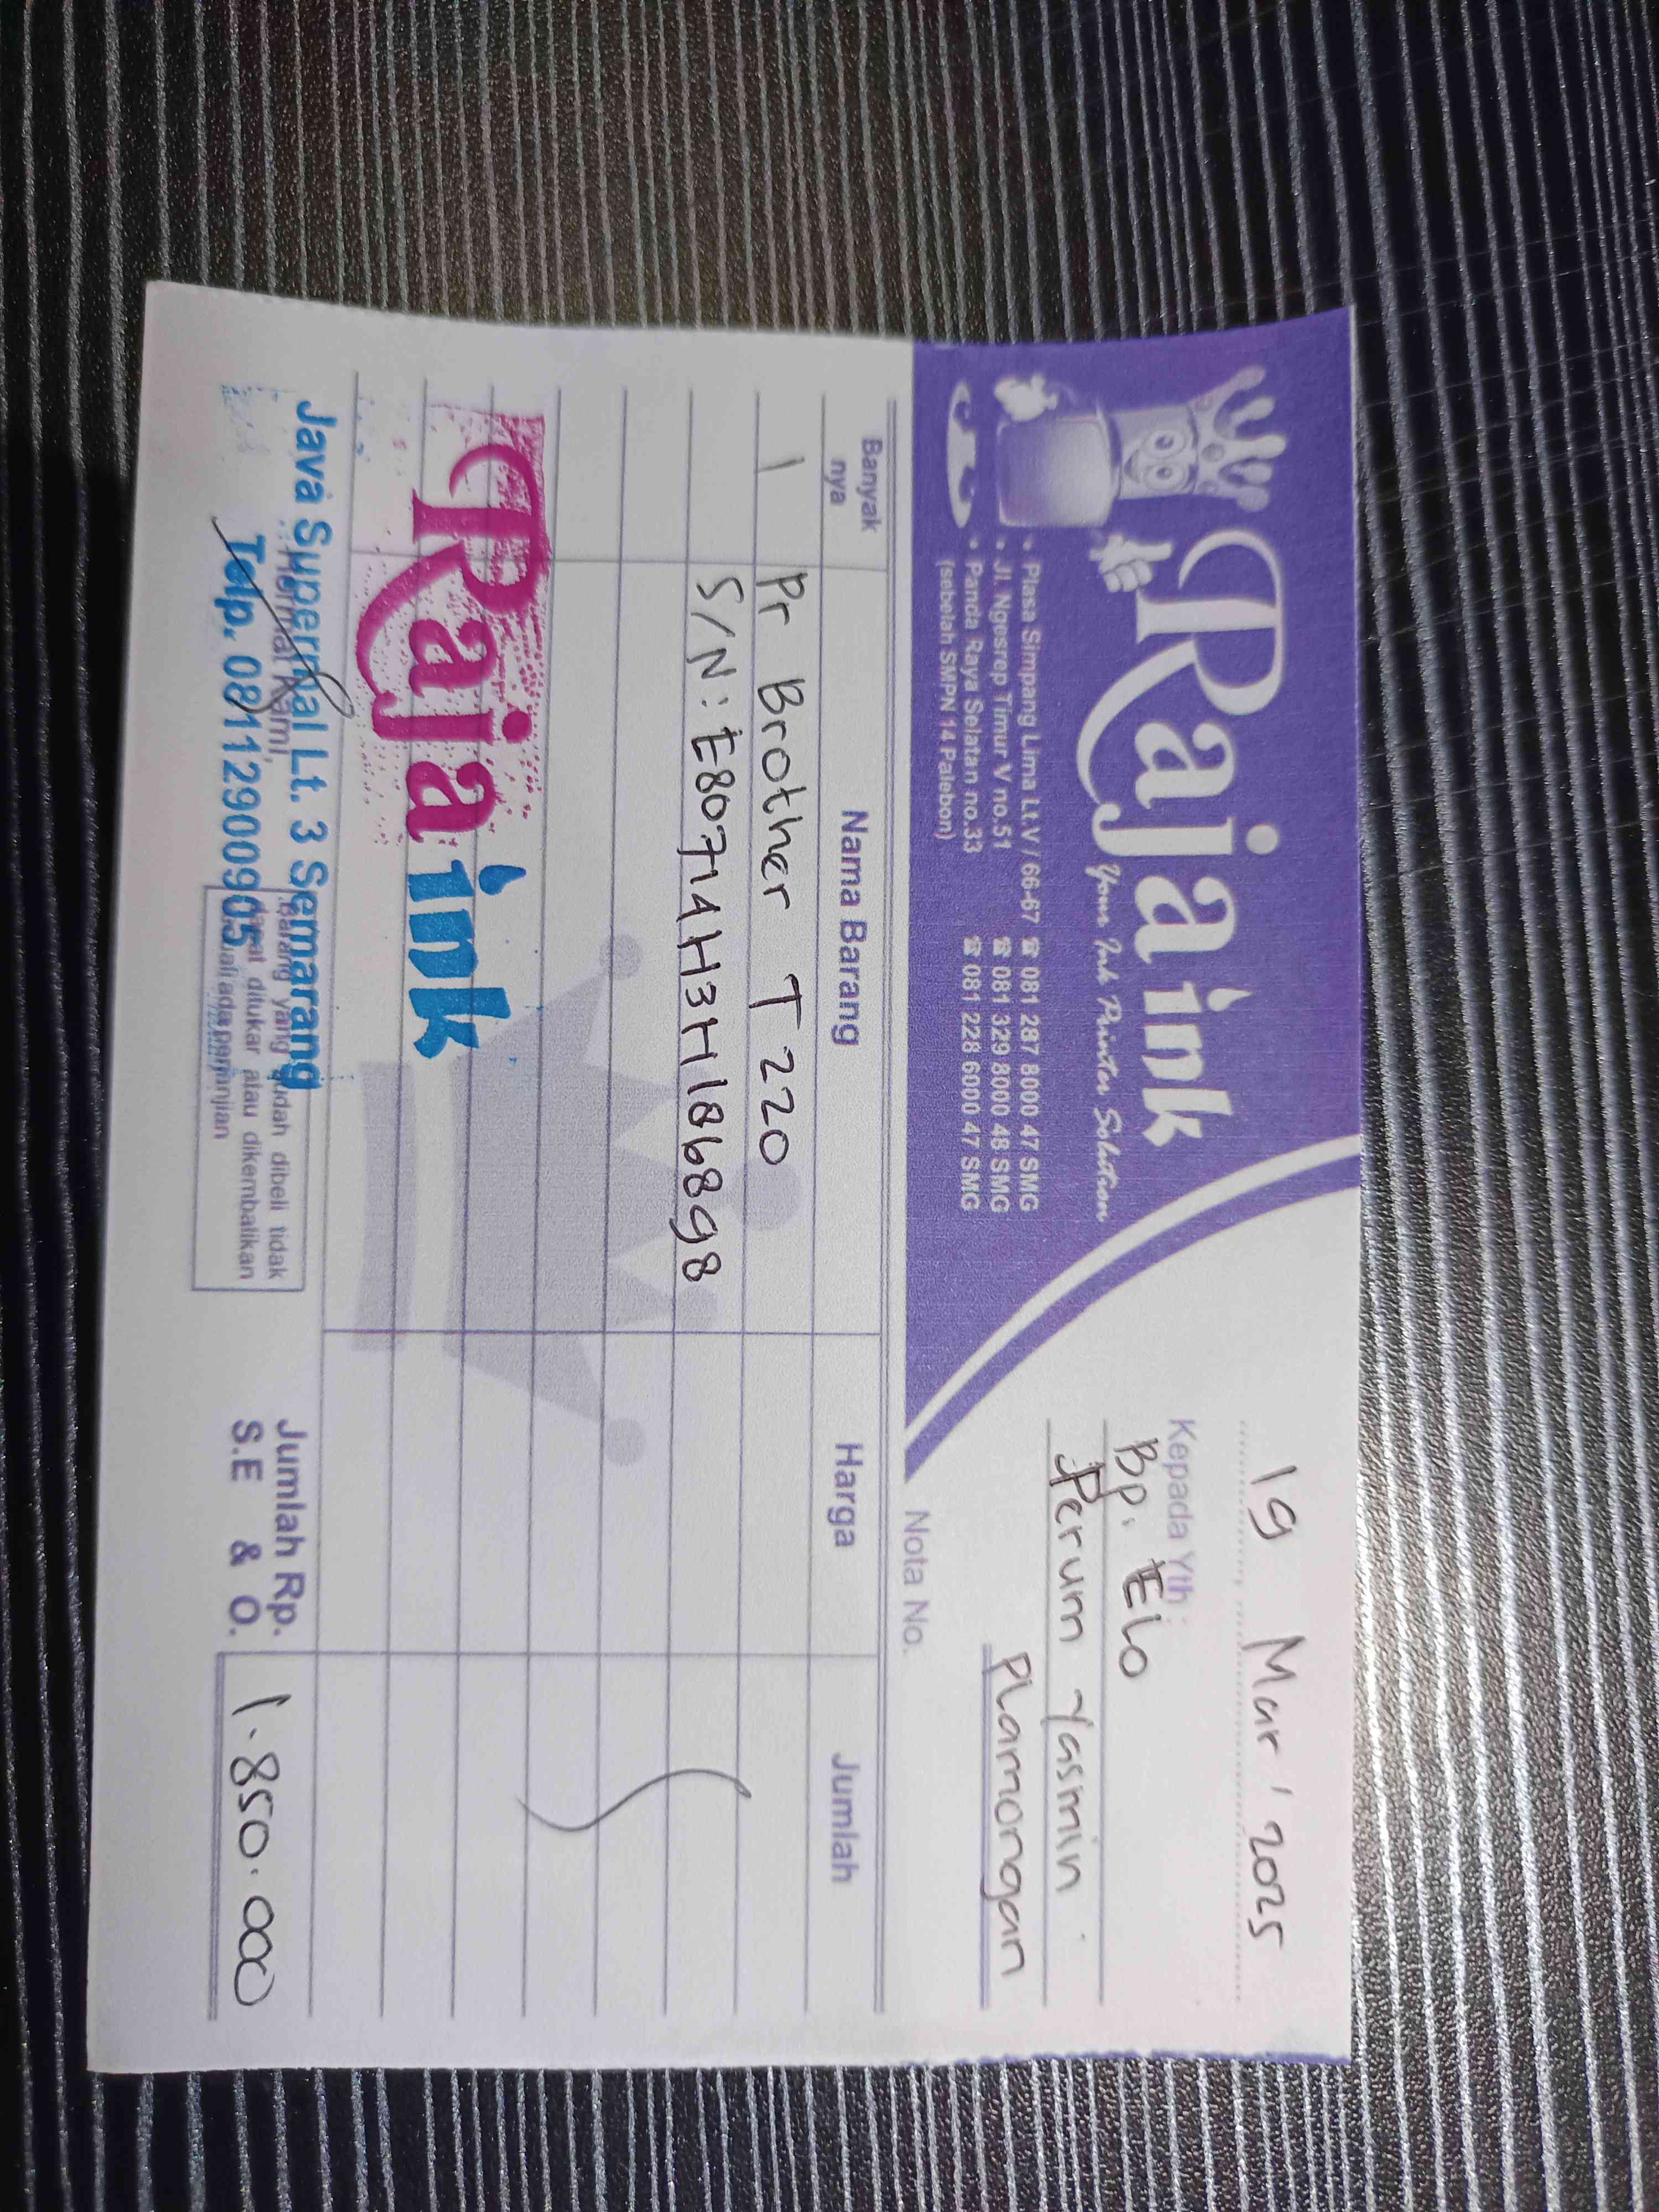 Raja ink
Your Ink Printer Solution
• Plasa Simpang Lima Lt.V / 66-67 ☎ 081 287 8000 47 SMG
• Jl. Ngesrep Timur V no.51 ☎ 081 329 8000 48 SMG
• Panda Raya Selatan no.33 ☎ 081 228 6000 47 SMG
(sebelah SMPN 14 Palebon)
19 Mar' 2025
Kepada Yth :
Bp. Elo
Perum Yasmin
Plamongan
Nota No.
Banyak nya Nama Barang Harga Jumlah
1 Pr Brother T 220
S/N : E80714H3H186898
Raja ink
Java Supermal Lt. 3 Semarang
Telp. 08112900905
Hormat Kami,
Barang yang sudah dibeli tidak
dapat ditukar atau dikembalikan
kecuali ada perjanjian
Jumlah Rp. 1.850.000
S.E & O.